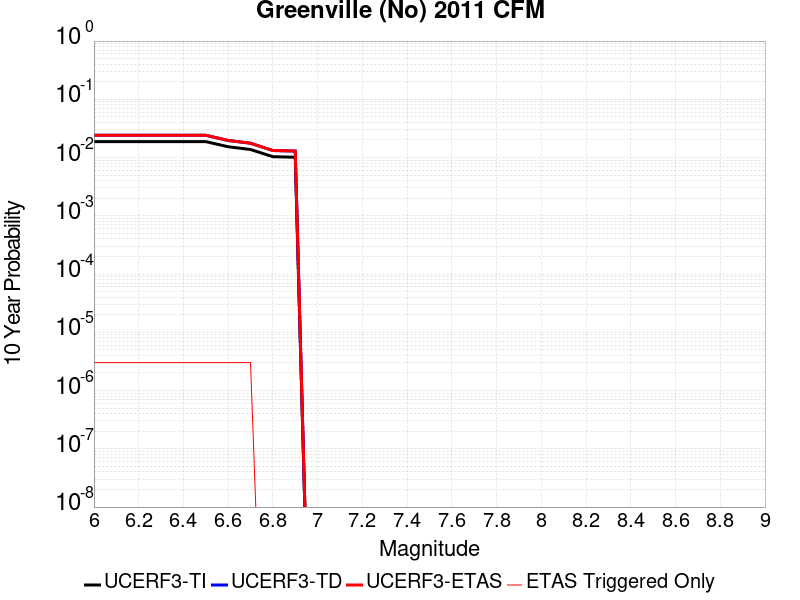 Greenville (No) 2011 CFM
10^0
10^-1
10^-2
10^-3
10^-4
10^-5
10^-6
10^-7
10^-8
10 Year Probability
6 6.2 6.4 6.6 6.8 7 7.2 7.4 7.6 7.8 8 8.2 8.4 8.6 8.8 9
Magnitude
UCERF3-TI UCERF3-TD UCERF3-ETAS ETAS Triggered Only